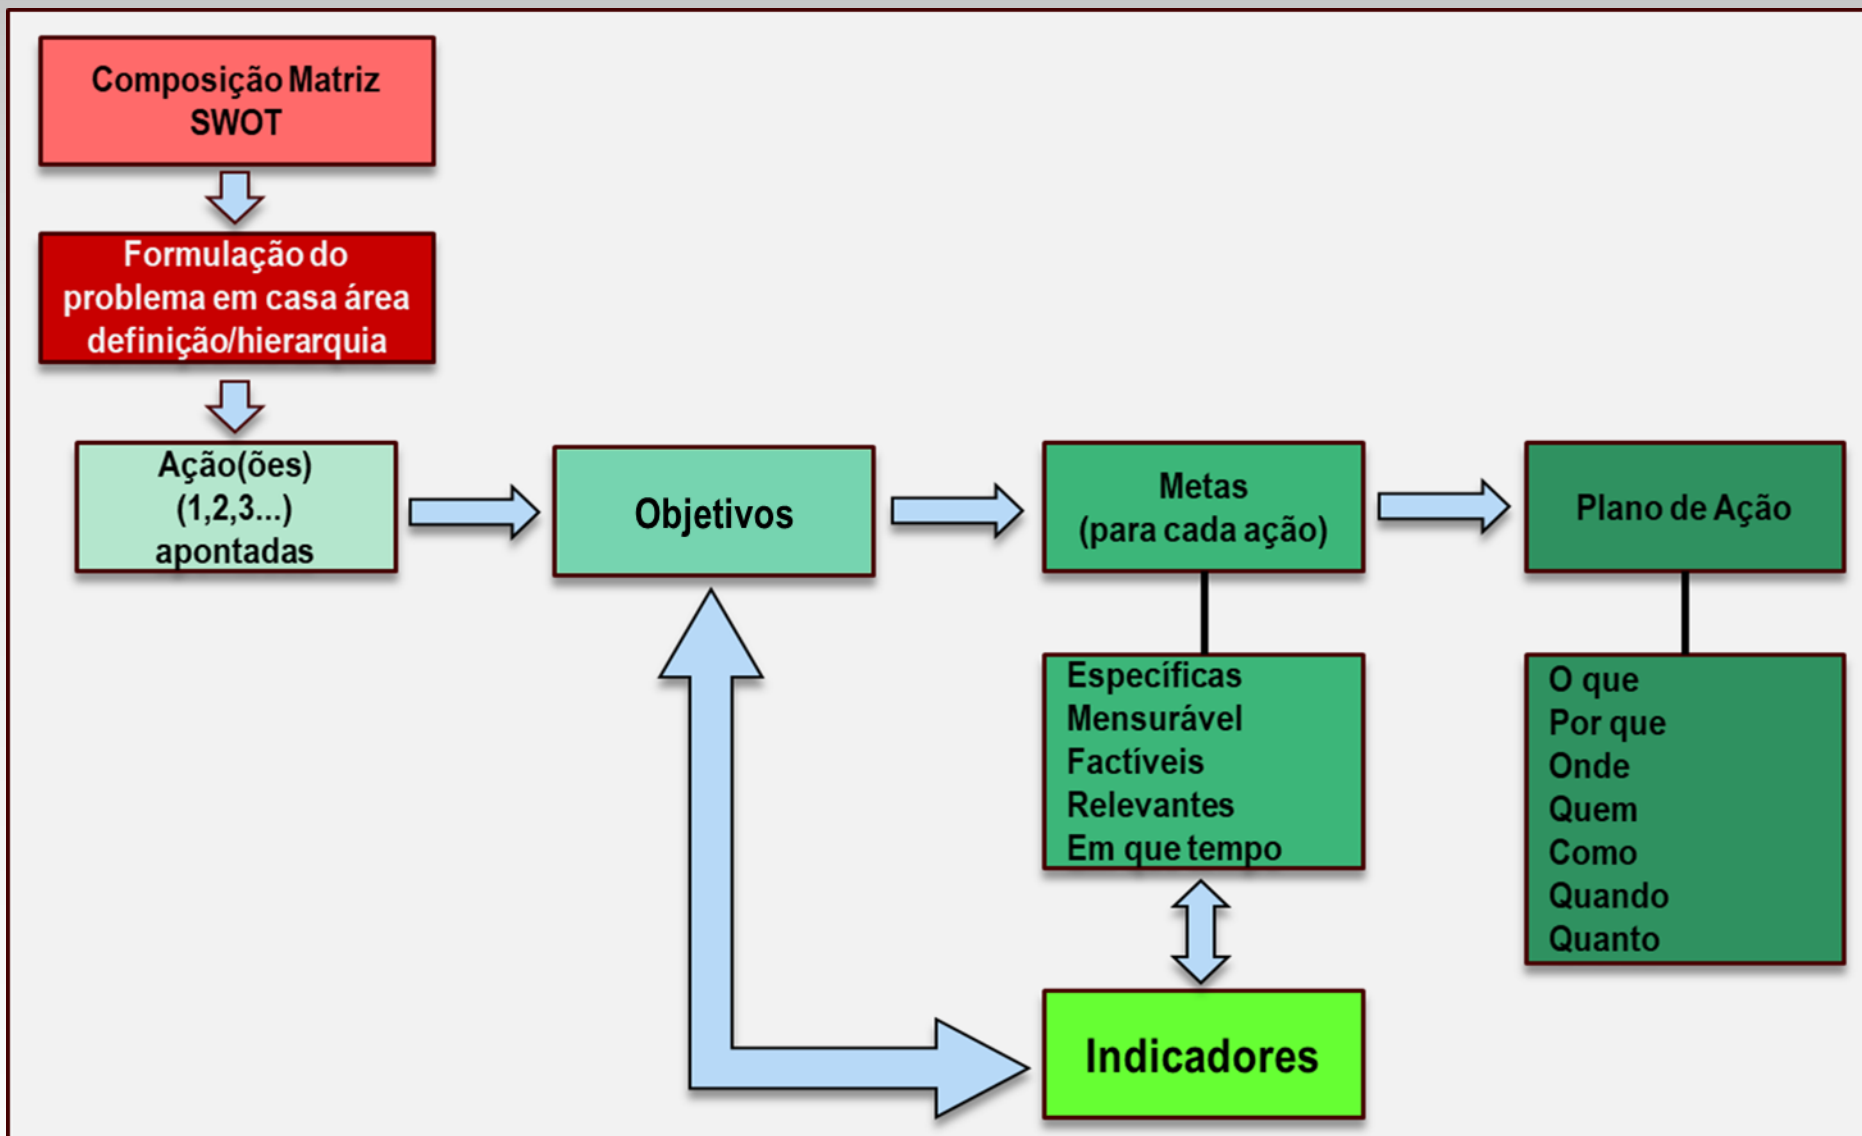 Composição Matriz
SWOT
Formulação do
problema em casa área
definição/hierarquia
Ação(ões)
(1,2,3...)
apontadas
Objetivos
Metas
(para cada ação)
Plano de Ação
Específicas
Mensurável
Factíveis
Relevantes
Em que tempo
O que
Por que
Onde
Quem
Como
Quando
Quanto
Indicadores